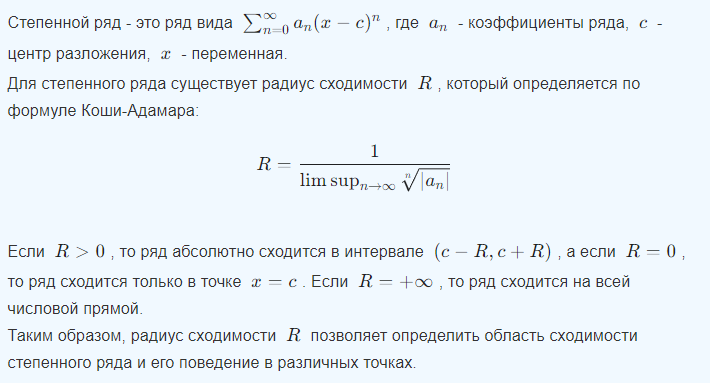 Степенной ряд - это ряд вида $\sum_{n=0}^{\infty} a_n(x-c)^n$ , где $a_n$ - коэффициенты ряда, $c$ -
центр разложения, $x$ - переменная.
Для степенного ряда существует радиус сходимости $R$ , который определяется по
формуле Коши-Адамара:
$R = \frac{1}{\limsup_{n\to\infty} \sqrt[n]{|a_n|}}$
Если $R > 0$ , то ряд абсолютно сходится в интервале $(c - R, c + R)$ , а если $R = 0$ ,
то ряд сходится только в точке $x = c$ . Если $R = +\infty$ , то ряд сходится на всей
числовой прямой.
Таким образом, радиус сходимости $R$ позволяет определить область сходимости
степенного ряда и его поведение в различных точках.